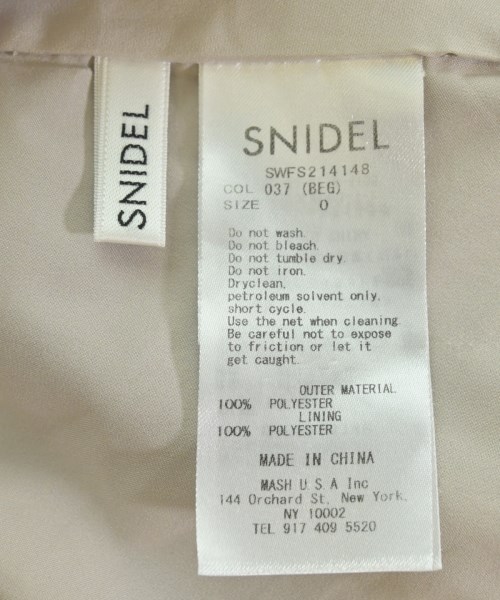 SNIDEL
SNIDEL
SWFS214148
COL 037 (BEG)
SIZE 0
Do not wash.
Do not bleach.
Do not tumble dry.
Do not iron.
Dryclean,
petroleum solvent only,
short cycle.
Use the net when cleaning.
Be careful not to expose
to friction or let it
get caught.
OUTER MATERIAL
100% POLYESTER
LINING
100% POLYESTER
MADE IN CHINA
MASH U.S.A Inc
144 Orchard St, New York,
NY 10002
TEL 917 409 5520